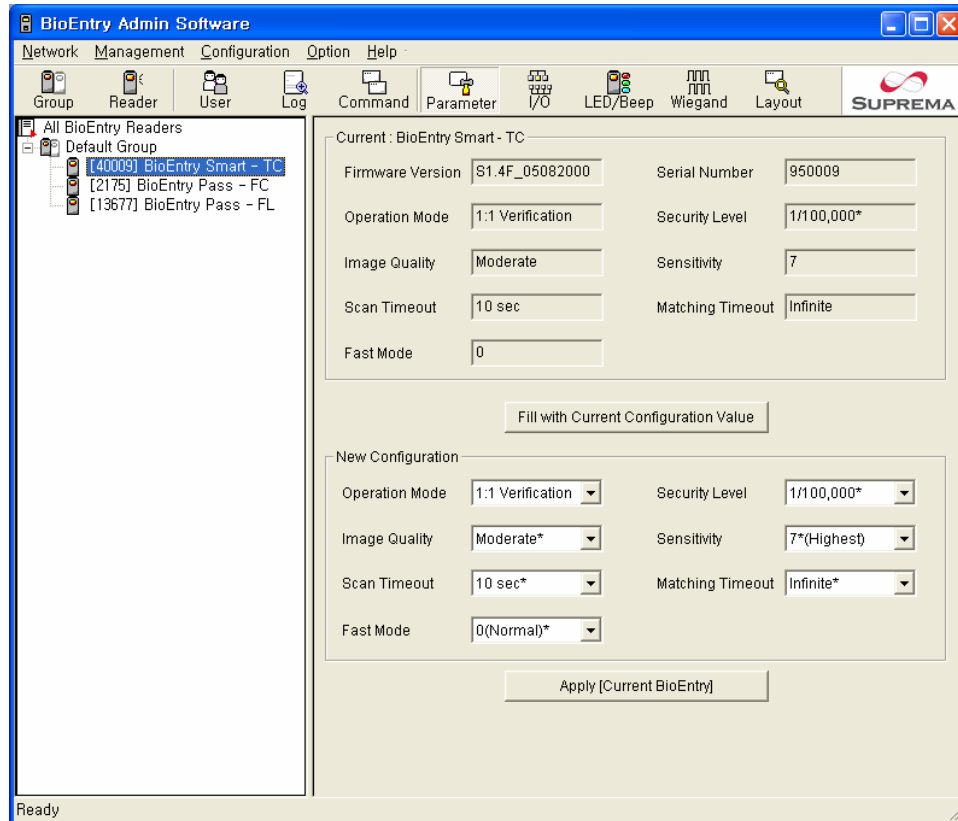 BioEntry Admin Software
Network Management Configuration Option Help
Group Reader User Log Command Parameter I/O LED/Beep Wiegand Layout SUPREMA
All BioEntry Readers
Default Group
[40009] BioEntry Smart - TC
[2175] BioEntry Pass - FC
[13677] BioEntry Pass - FL
Current : BioEntry Smart - TC
Firmware Version S1.4F_05082000 Serial Number 950009
Operation Mode 1:1 Verification Security Level 1/100,000*
Image Quality Moderate Sensitivity 7
Scan Timeout 10 sec Matching Timeout Infinite
Fast Mode 0
Fill with Current Configuration Value
New Configuration
Operation Mode 1:1 Verification Security Level 1/100,000*
Image Quality Moderate* Sensitivity 7*(Highest)
Scan Timeout 10 sec* Matching Timeout Infinite*
Fast Mode 0(Normal)*
Apply [Current BioEntry]
Ready